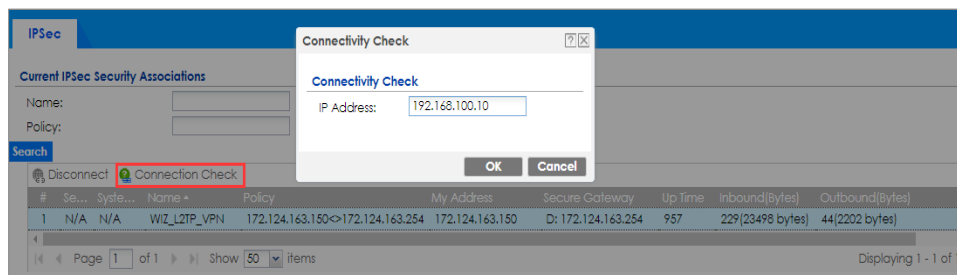 IPSec
Connectivity Check
Current IPSec Security Associations
Connectivity Check
Name:
IP Address: 192.168.100.10
Policy:
Search
OK Cancel
Disconnect Connection Check
# Se... Syste... Name Policy My Address Secure Gateway Up Time Inbound(Bytes) Outbound(Bytes)
1 N/A N/A WIZ_L2TP_VPN 172.124.163.150<>172.124.163.254 172.124.163.150 D: 172.124.163.254 957 229(23498 bytes) 44(2202 bytes)
Page 1 of 1 Show 50 items Displaying 1 - 1 of